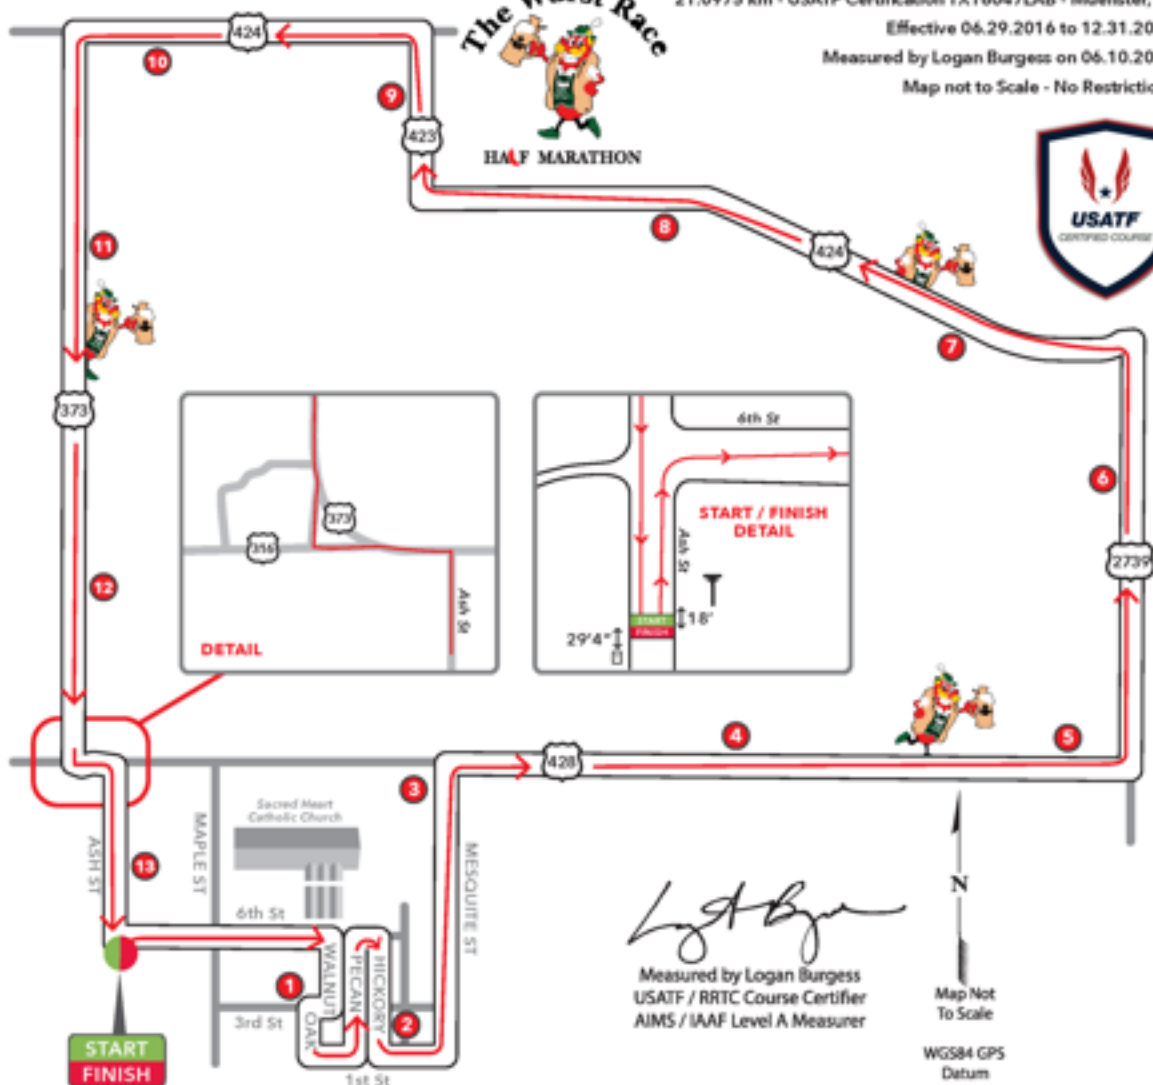 The Wurst Race
HALF MARATHON
21.0975 km - USATF Certification TX16047LAB - Muenster,
Effective 06.29.2016 to 12.31.20
Measured by Logan Burgess on 06.10.20
Map not to Scale - No Restrictio
USATF
CERTIFIED COURSE
424
10
9
423
11
8
424
7
373
6
2739
12
373
316
Ash St
DETAIL
6th St
START / FINISH
DETAIL
Ash St
START
FINISH
18'
29'4"
4
5
428
3
Sacred Heart
Catholic Church
ASH ST
13
MAPLE ST
MESQUITE ST
6th St
WALNUT
PECAN
HICKORY
1
2
3rd St
OAK
1st St
START
FINISH
N
Map Not
To Scale
WGS84 GPS
Datum
Measured by Logan Burgess
USATF / RRTC Course Certifier
AIMS / IAAF Level A Measurer